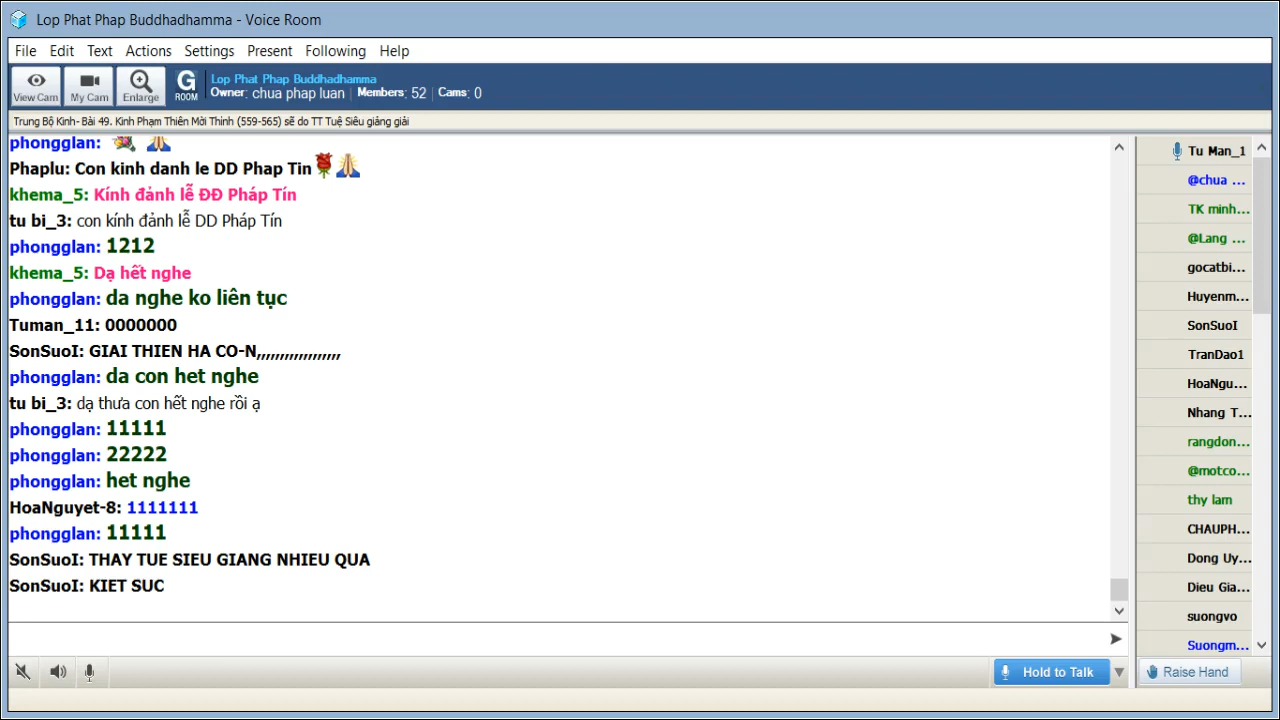 Lop Phat Phap Buddhadhamma - Voice Room
File Edit Text Actions Settings Present Following Help
View Cam My Cam Enlarge G ROOM
Lop Phat Phap Buddhadhamma
Owner: chua phap luan Members: 52 Cams: 0
Trung Bộ Kinh- Bài 49. Kinh Phạm Thiên Mời Thỉnh (559-565) sẽ do TT Tuệ Siêu giảng giải
phongglan:
Phaplu: Con kinh danh le DD Phap Tin
khema_5: Kính đảnh lễ ĐĐ Pháp Tín
tu bi_3: con kính đảnh lễ DD Pháp Tín
phongglan: 1212
khema_5: Dạ hết nghe
phongglan: da nghe ko liên tục
Tuman_11: 0000000
SonSuoI: GIAI THIEN HA CO-N,,,,,,,,,,,,,,,,,,
phongglan: da con het nghe
tu bi_3: dạ thưa con hết nghe rồi ạ
phongglan: 11111
phongglan: 22222
phongglan: het nghe
HoaNguyet-8: 1111111
phongglan: 11111
SonSuoI: THAY TUE SIEU GIANG NHIEU QUA
SonSuoI: KIET SUC
Tu Man_1
@chua ...
TK minh...
@Lang ...
gocatbi...
Huyenm...
SonSuoI
TranDao1
HoaNgu...
Nhang T...
rangdon...
@motco...
thy lam
CHAUPH...
Dong Uy...
Dieu Gia...
suongvo
Suongm...
Hold to Talk
Raise Hand